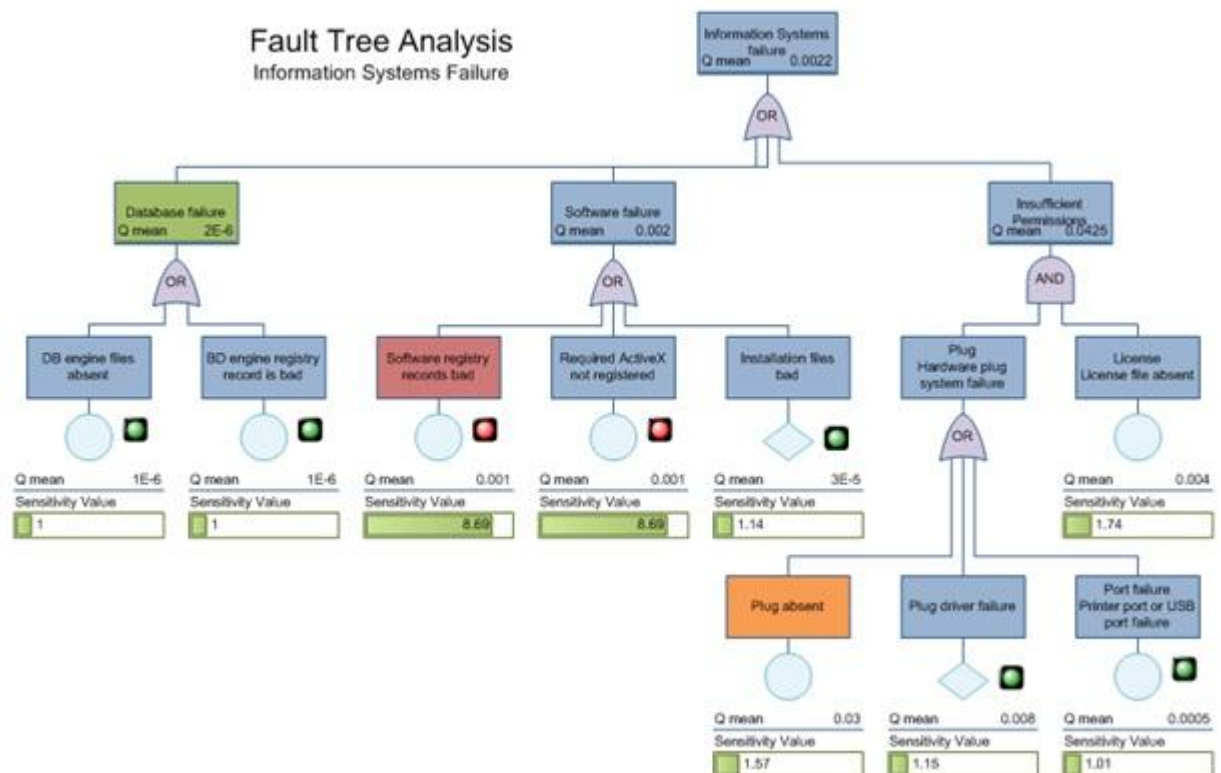 Fault Tree Analysis
Information Systems Failure
Information Systems
failure
Q mean 0.0022
OR
Database failure
Q mean 2E-6
Software failure
Q mean 0.002
Insufficient
Permissions
Q mean 0.0425
OR
OR
AND
DB engine files
absent
BD engine registry
record is bad
Software registry
records bad
Required ActiveX
not registered
Installation files
bad
Plug
Hardware plug
system failure
License
License file absent
OR
Q mean 1E-6
Sensitivity Value
1
Q mean 1E-6
Sensitivity Value
1
Q mean 0.001
Sensitivity Value
8.69
Q mean 0.001
Sensitivity Value
8.69
Q mean 3E-5
Sensitivity Value
1.14
Q mean 0.004
Sensitivity Value
1.74
Plug absent
Plug driver failure
Port failure
Printer port or USB
port failure
Q mean 0.03
Sensitivity Value
1.57
Q mean 0.008
Sensitivity Value
1.15
Q mean 0.0005
Sensitivity Value
1.01